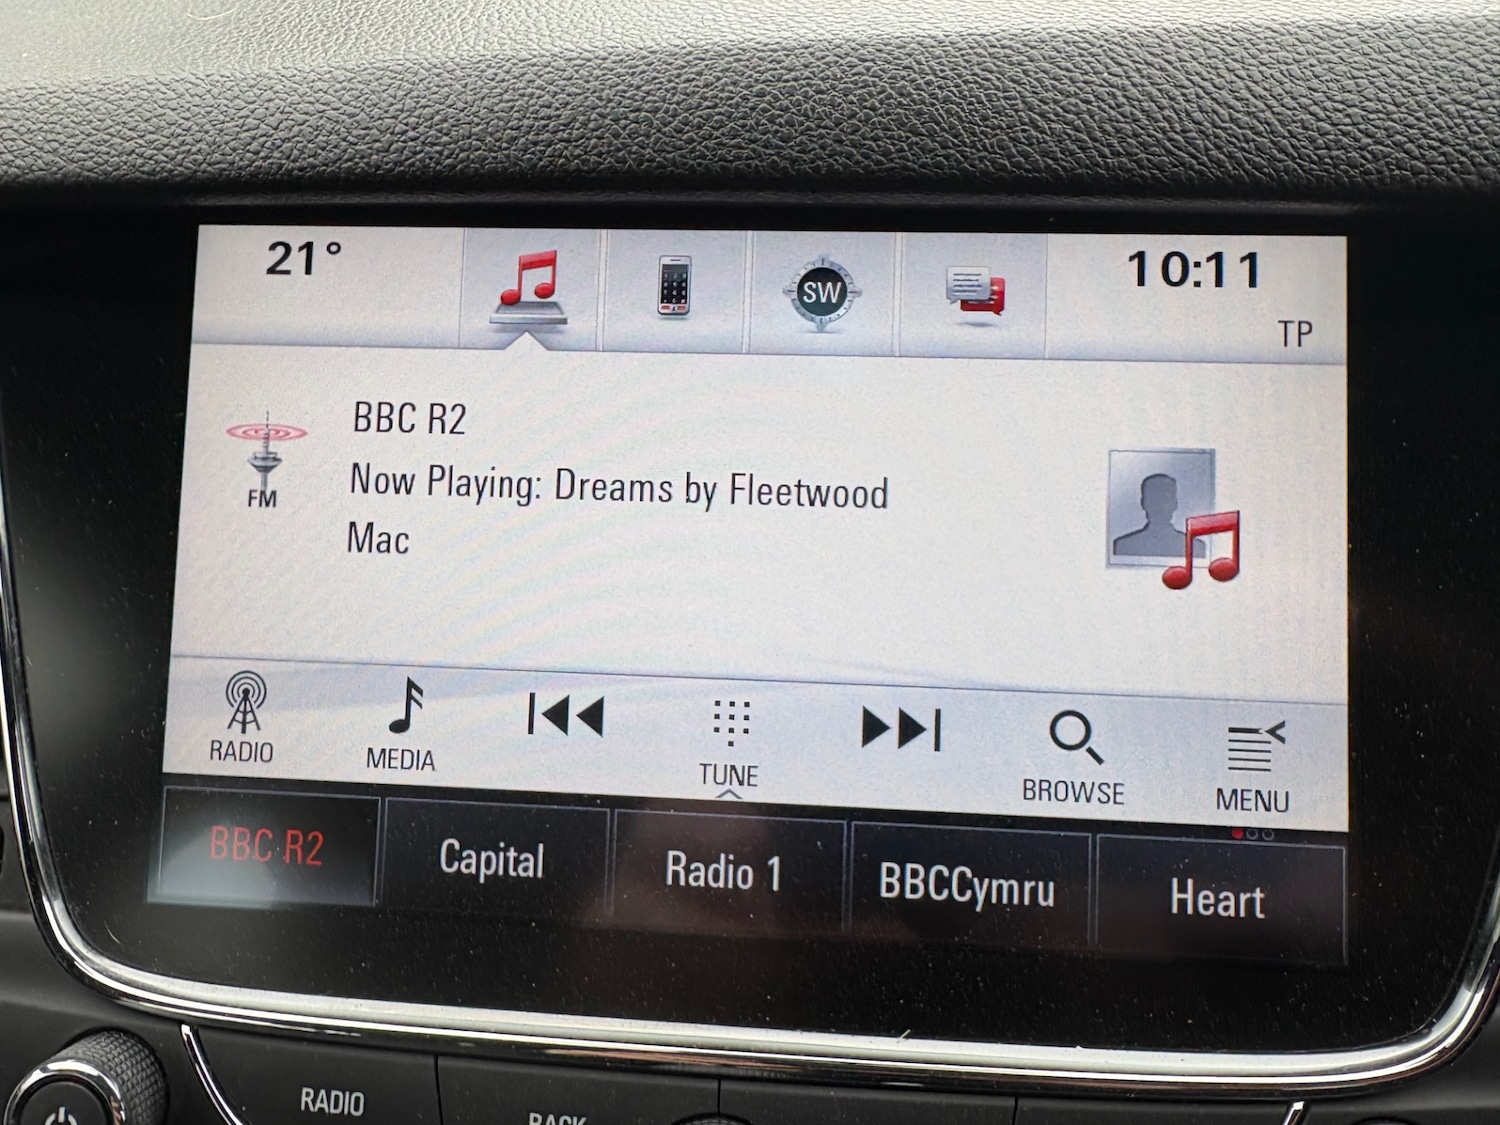 21°
SW
10:11
TP
BBC R2
FM
Now Playing: Dreams by Fleetwood
Mac
RADIO
MEDIA
TUNE
BROWSE
MENU
BBC R2
Capital
Radio 1
BBCCymru
Heart
RADIO
BACK